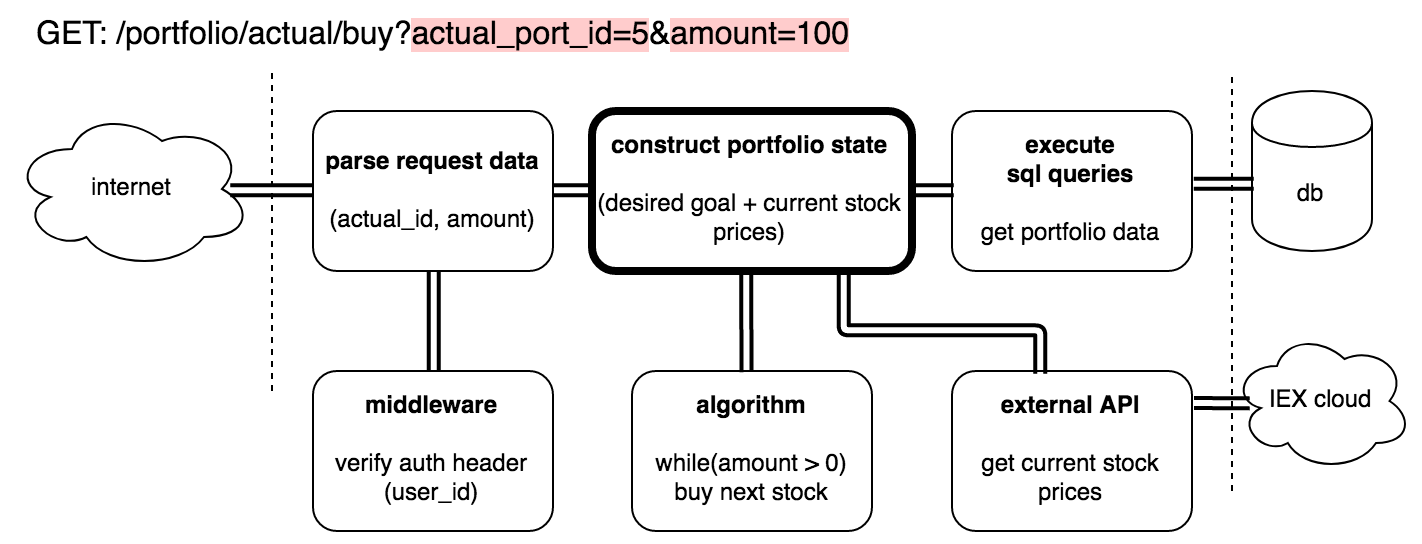 GET: /portfolio/actual/buy?actual_port_id=5&amount=100
internet
parse request data
(actual_id, amount)
construct portfolio state
(desired goal + current stock
prices)
execute
sql queries
get portfolio data
db
middleware
verify auth header
(user_id)
algorithm
while(amount > 0)
buy next stock
external API
get current stock
prices
IEX cloud